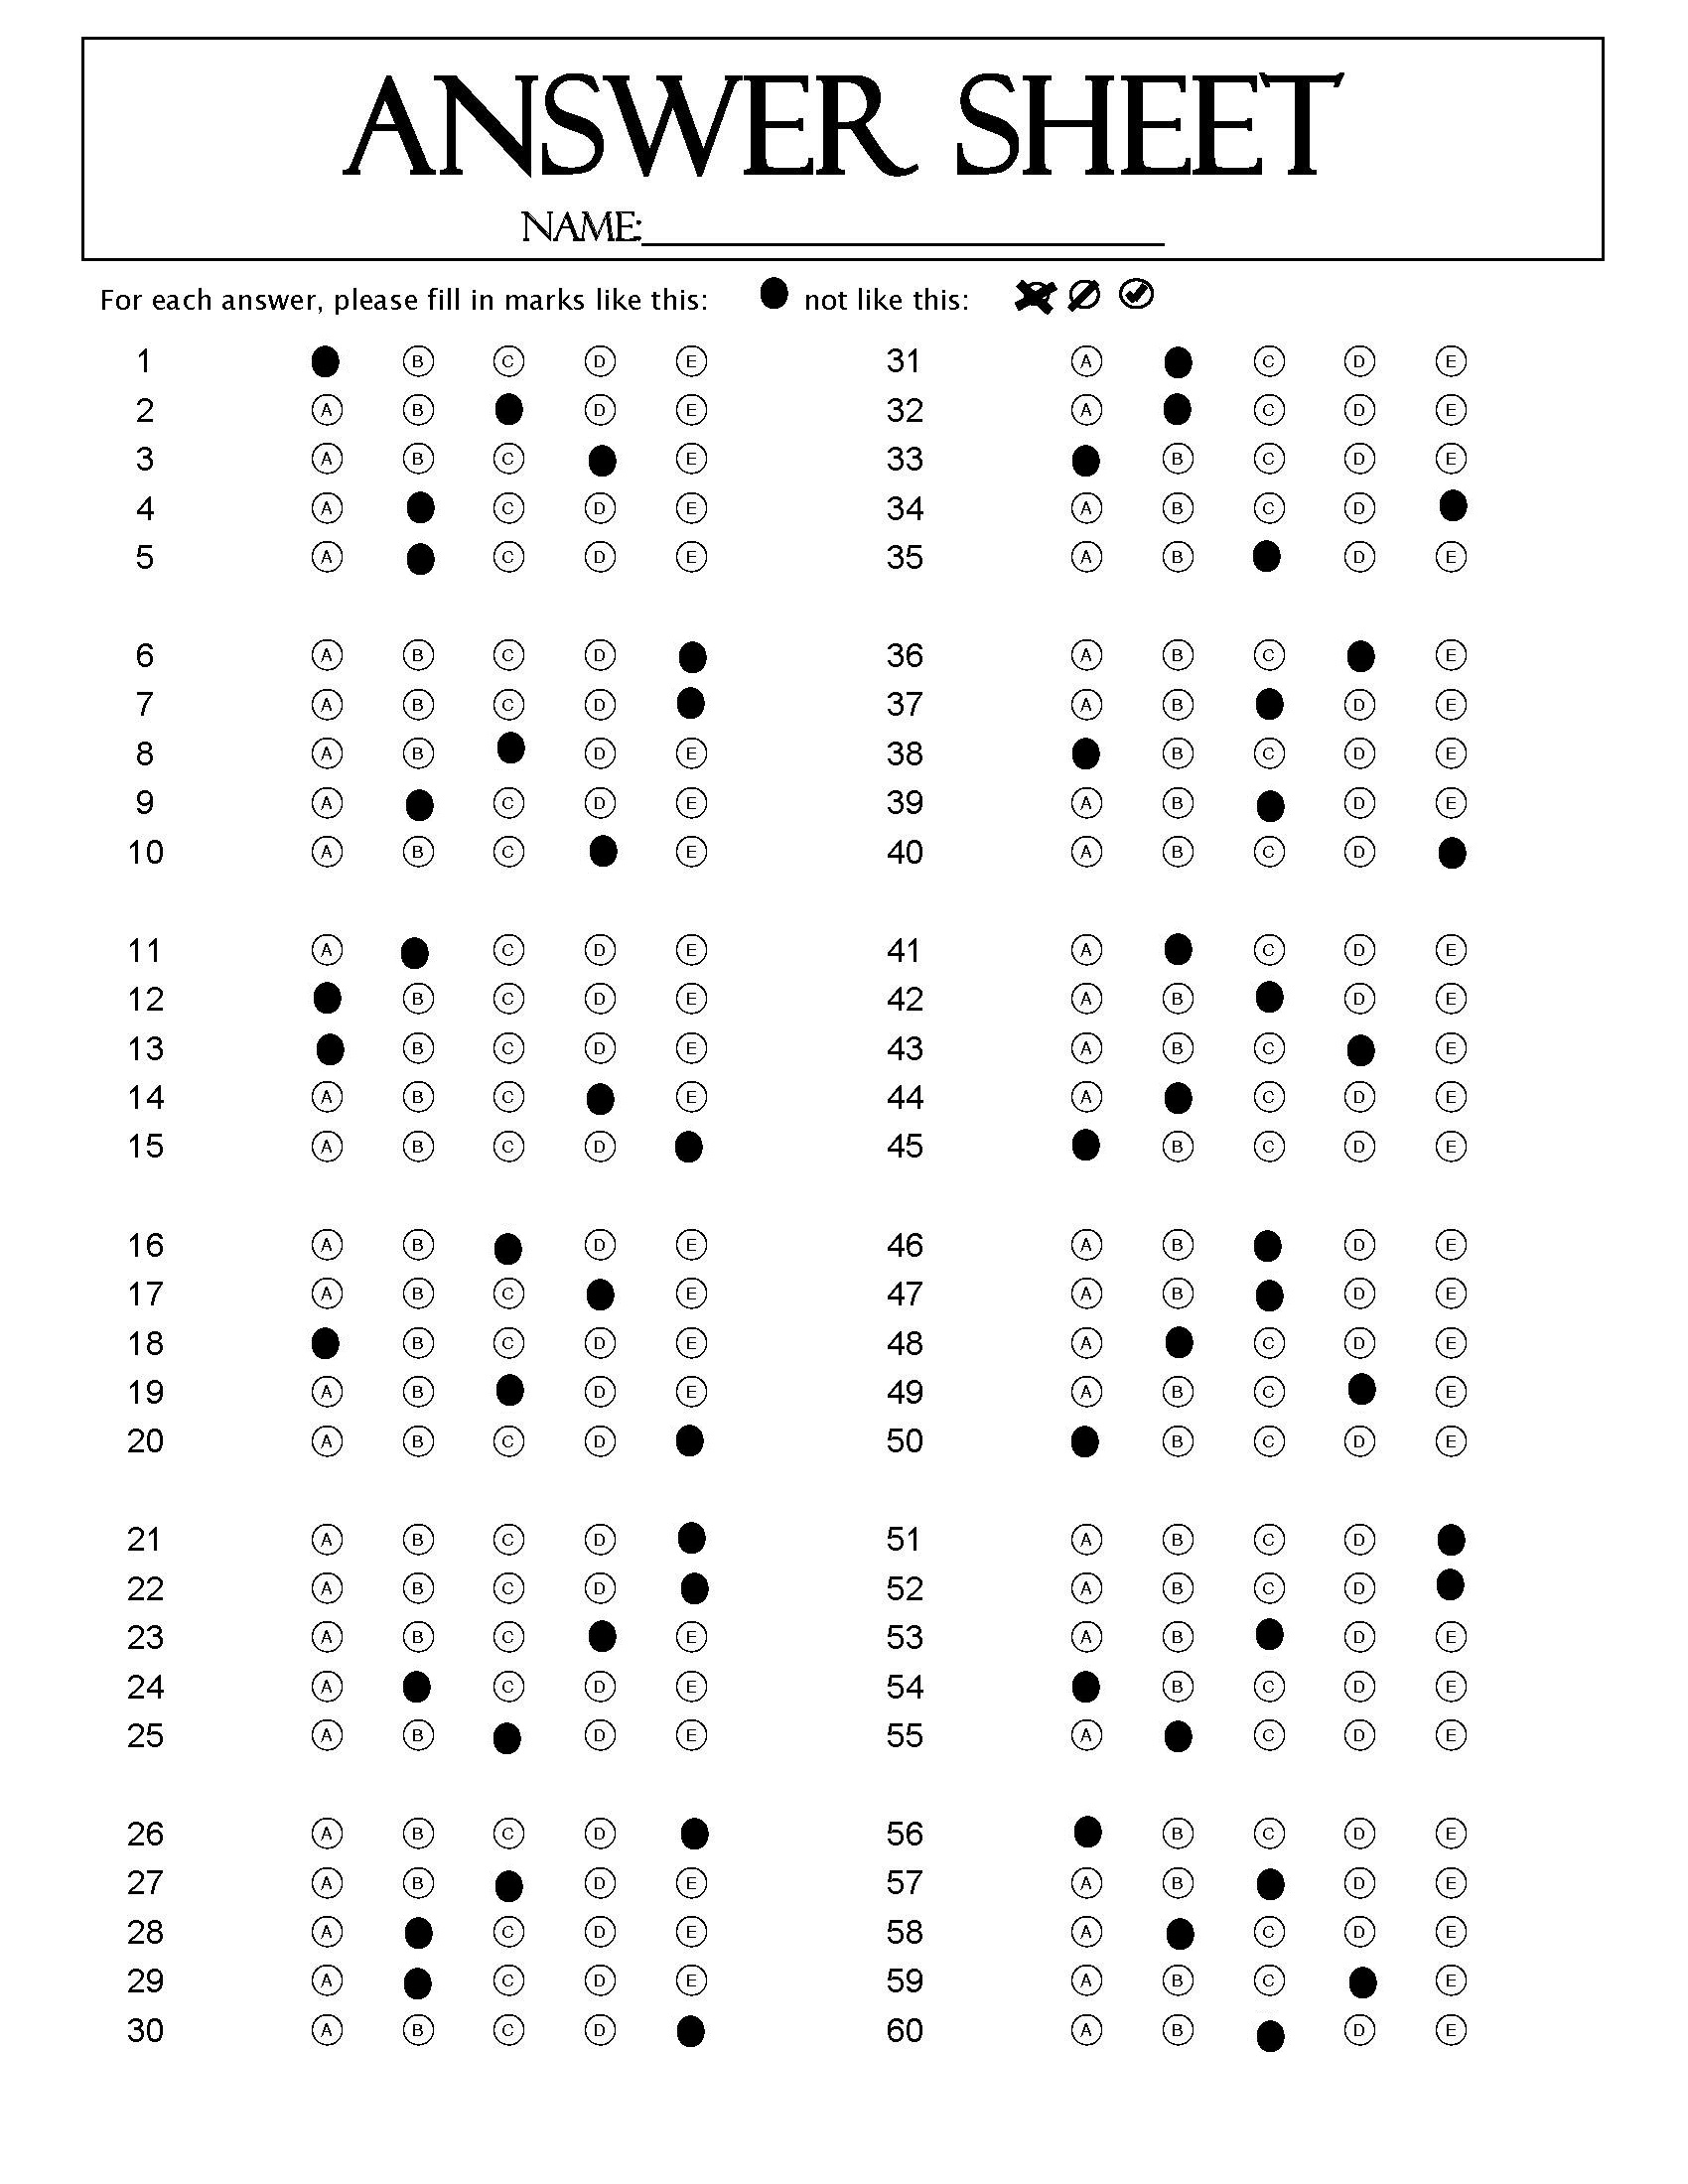 ANSWER SHEET
NAME:
For each answer, please fill in marks like this: not like this:
1 B C D E 31 A C D E
2 A B D E 32 A C D E
3 A B C E 33 B C D E
4 A C D E 34 A B C D
5 A C D E 35 A B D E
6 A B C D 36 A B C E
7 A B C D 37 A B D E
8 A B D E 38 B C D E
9 A C D E 39 A B D E
10 A B C E 40 A B C D
11 A C D E 41 A C D E
12 B C D E 42 A B D E
13 B C D E 43 A B C E
14 A B C E 44 A C D E
15 A B C D 45 B C D E
16 A B D E 46 A B D E
17 A B C E 47 A B D E
18 B C D E 48 A C D E
19 A B D E 49 A B C E
20 A B C D 50 B C D E
21 A B C D 51 A B C D
22 A B C D 52 A B C D
23 A B C E 53 A B D E
24 A C D E 54 B C D E
25 A B D E 55 A C D E
26 A B C D 56 B C D E
27 A B D E 57 A B D E
28 A C D E 58 A C D E
29 A C D E 59 A B C E
30 A B C D 60 A B D E